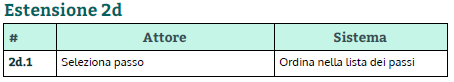 Estensione 2d
# Attore Sistema
2d.1 Seleziona passo Ordina nella lista dei passi